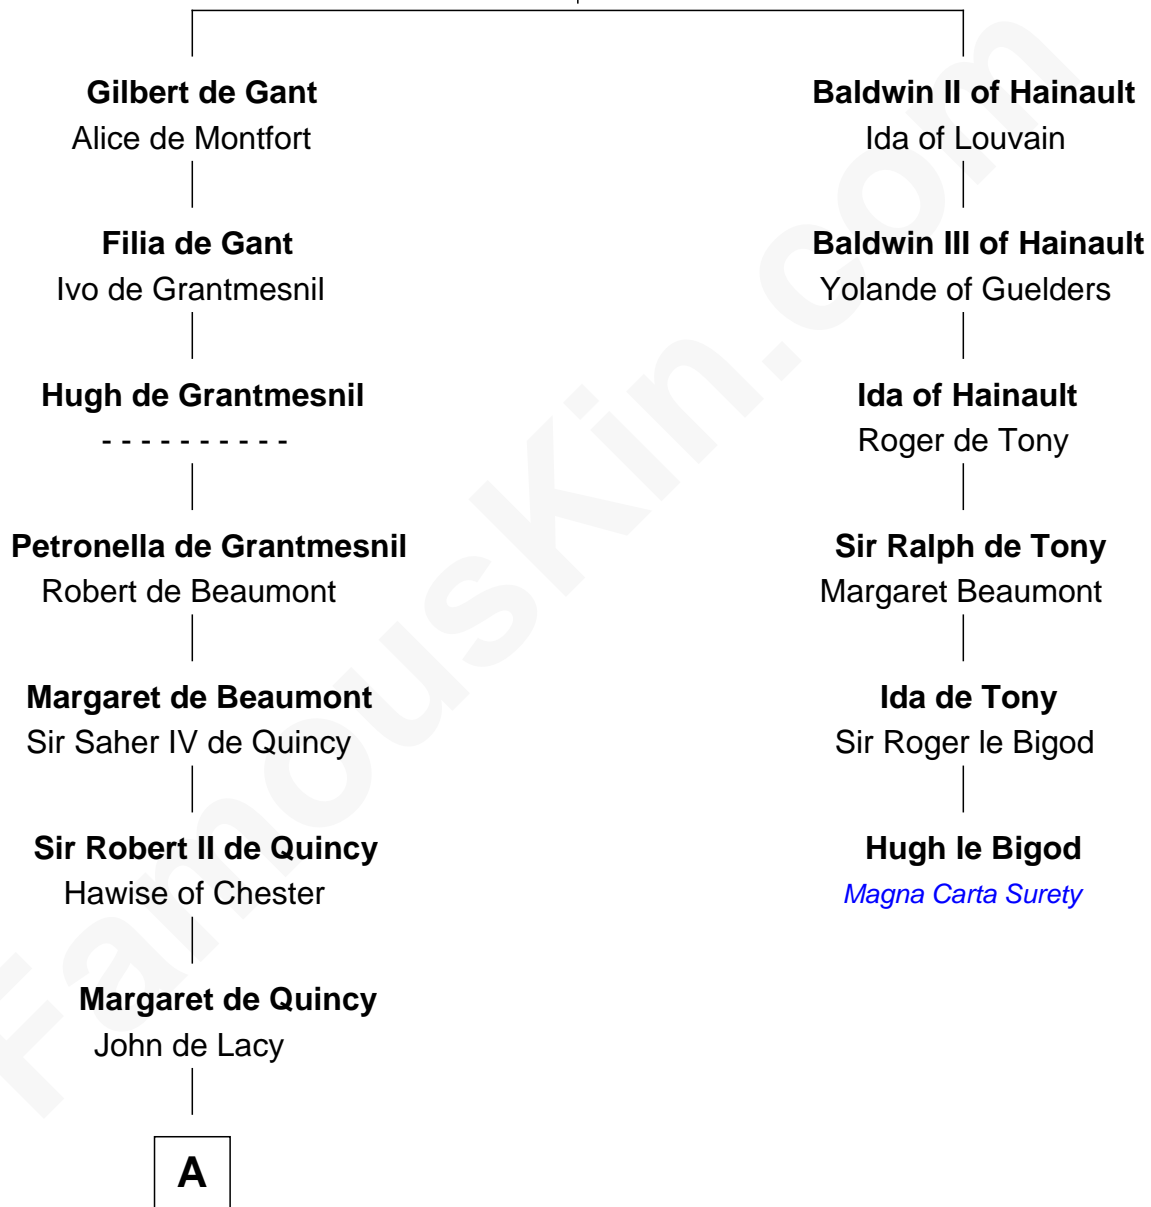 Gilbert de Gant
Alice de Montfort
Filia de Gant
Ivo de Grantmesnil
Hugh de Grantmesnil
- - - - - - - - - -
Petronella de Grantmesnil
Robert de Beaumont
Margaret de Beaumont
Sir Saher IV de Quincy
Sir Robert II de Quincy
Hawise of Chester
Margaret de Quincy
John de Lacy
A
Baldwin II of Hainault
Ida of Louvain
Baldwin III of Hainault
Yolande of Guelders
Ida of Hainault
Roger de Tony
Sir Ralph de Tony
Margaret Beaumont
Ida de Tony
Sir Roger le Bigod
Hugh le Bigod
Magna Carta Surety
FamousKin.com